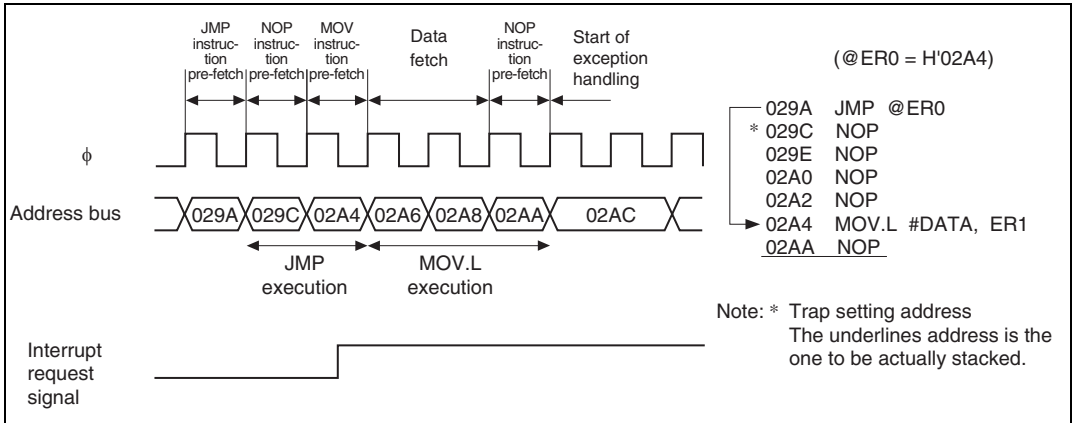 JMP instruc- tion pre-fetch
NOP instruc- tion pre-fetch
MOV instruc- tion pre-fetch
Data fetch
NOP instruc- tion pre-fetch
Start of exception handling
(@ER0 = H'02A4)
029A JMP @ER0
* 029C NOP
029E NOP
02A0 NOP
02A2 NOP
02A4 MOV.L #DATA, ER1
02AA NOP
ϕ
Address bus
029A 029C 02A4 02A6 02A8 02AA 02AC
JMP execution
MOV.L execution
Note: * Trap setting address
The underlines address is the
one to be actually stacked.
Interrupt
request
signal